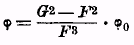 φ = (G² − F²) / F³ · φ₀